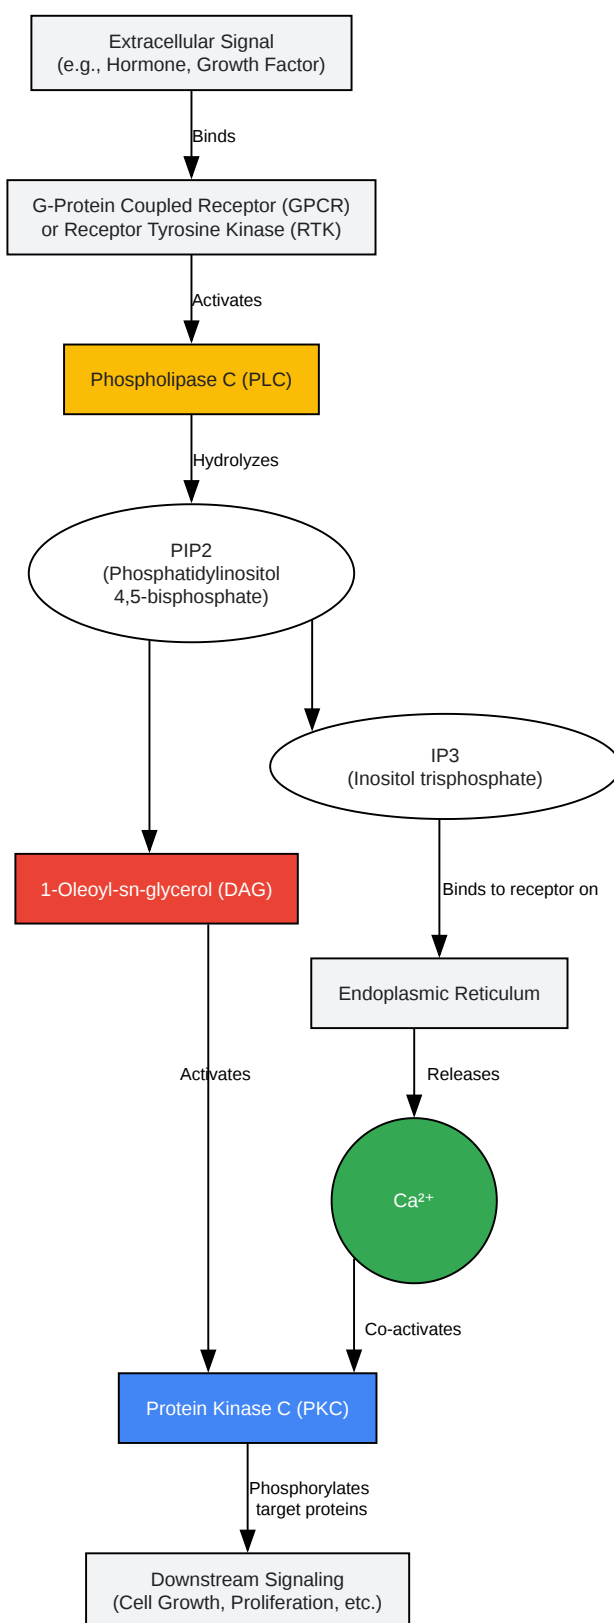 Extracellular Signal
(e.g., Hormone, Growth Factor)
Binds
G-Protein Coupled Receptor (GPCR)
or Receptor Tyrosine Kinase (RTK)
Activates
Phospholipase C (PLC)
Hydrolyzes
PIP2
(Phosphatidylinositol
4,5-bisphosphate)
IP3
(Inositol trisphosphate)
1-Oleoyl-sn-glycerol (DAG)
Binds to receptor on
Endoplasmic Reticulum
Activates
Releases
Ca²⁺
Co-activates
Protein Kinase C (PKC)
Phosphorylates
target proteins
Downstream Signaling
(Cell Growth, Proliferation, etc.)